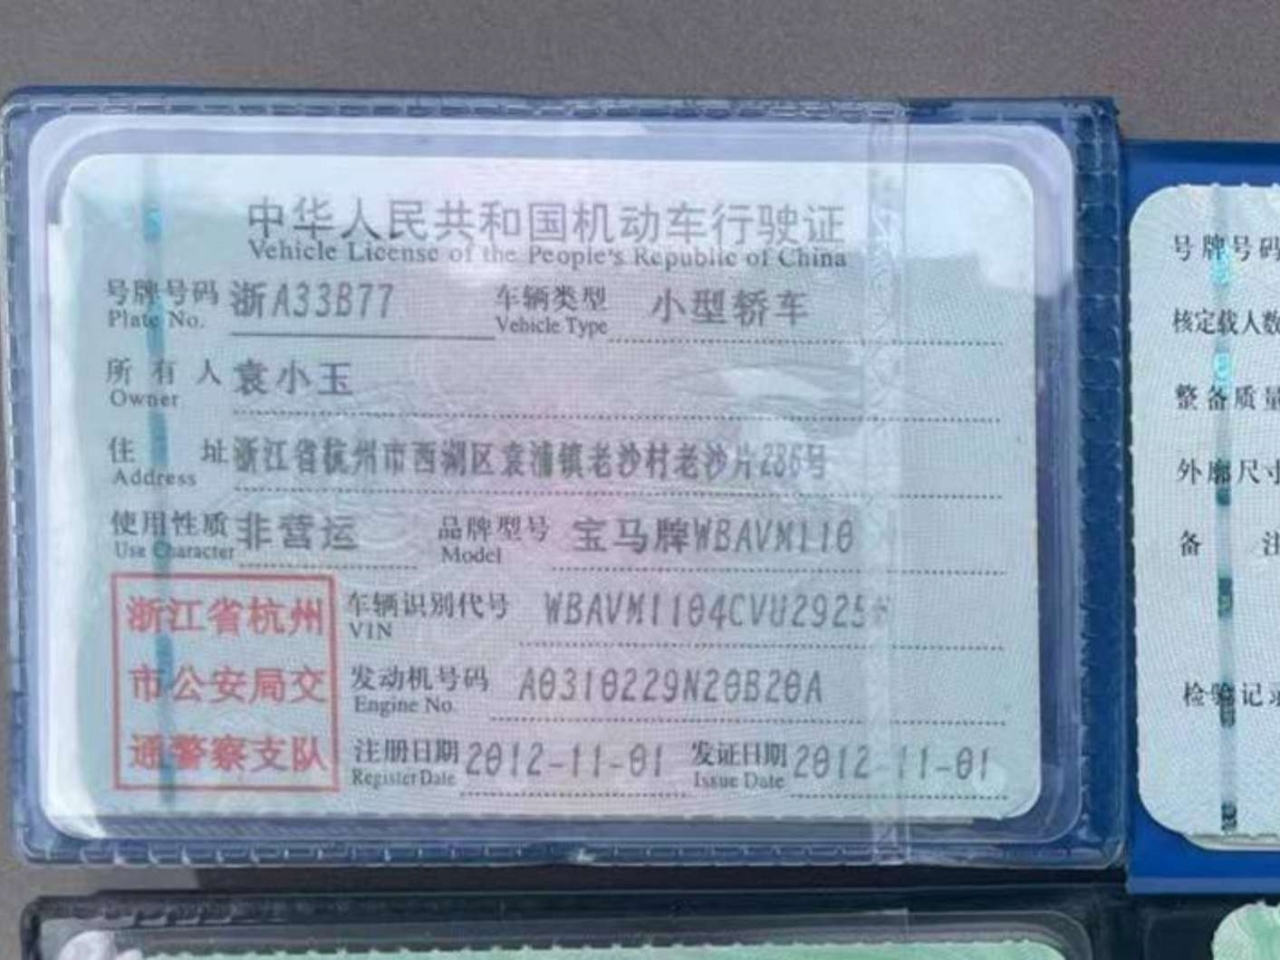 中华人民共和国机动车行驶证
Vehicle License of the People's Republic of China
号牌号码 浙A33B77 车辆类型 小型轿车
Plate No. Vehicle Type
所有人 袁小玉
Owner
住址 浙江省杭州市西湖区袁浦镇老沙村老沙片286号
Address
使用性质 非营运 品牌型号 宝马牌WBAVM110
Use Character Model
浙江省杭州
市公安局交
通警察支队
车辆识别代号 WBAVM1104CVU2925
VIN
发动机号码 A0310229N20B20A
Engine No.
注册日期 2012-11-01 发证日期 2012-11-01
Register Date Issue Date
号牌号码
核定载人数
整备质量
外廓尺寸
备 注
检验记录